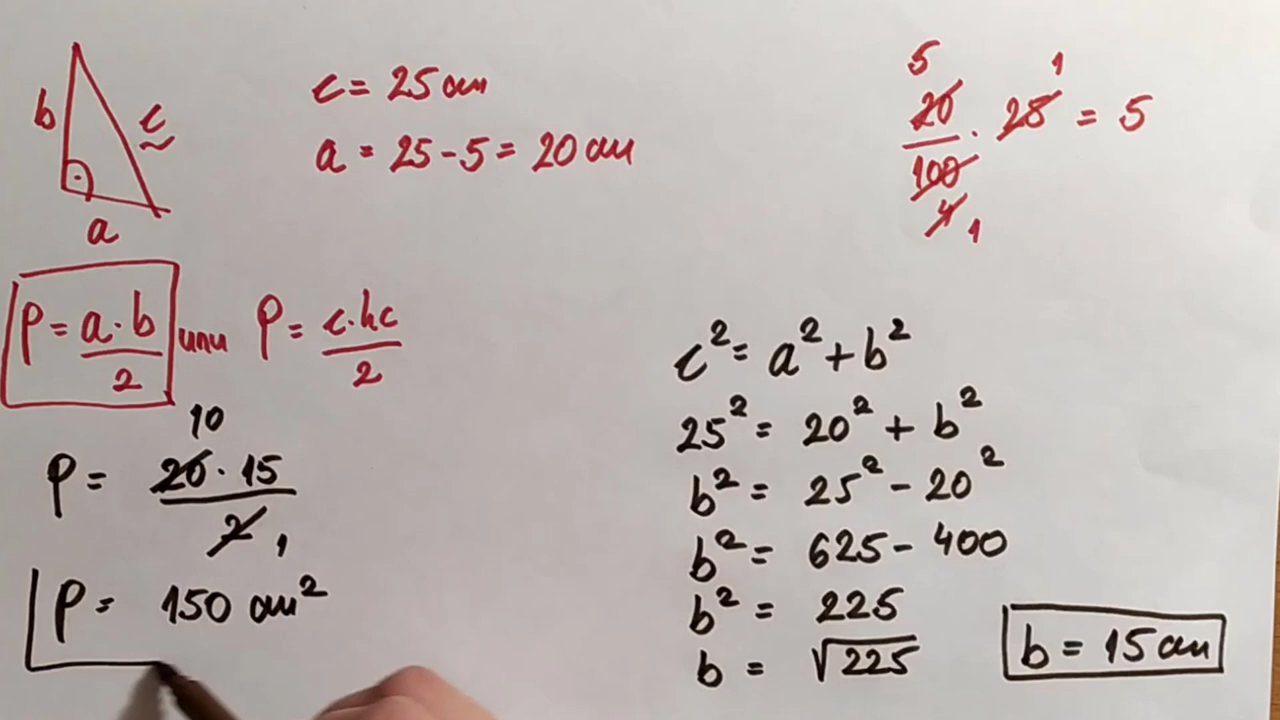 b
c
a
c = 25 cm
a = 25 - 5 = 20 cm
5 1
20/100 · 25 = 5
4 1
P = a·b/2 или P = c·hc/2
10
P = 20·15/2 1
P = 150 cm²
c² = a² + b²
25² = 20² + b²
b² = 25² - 20²
b² = 625 - 400
b² = 225
b = √225
b = 15 cm